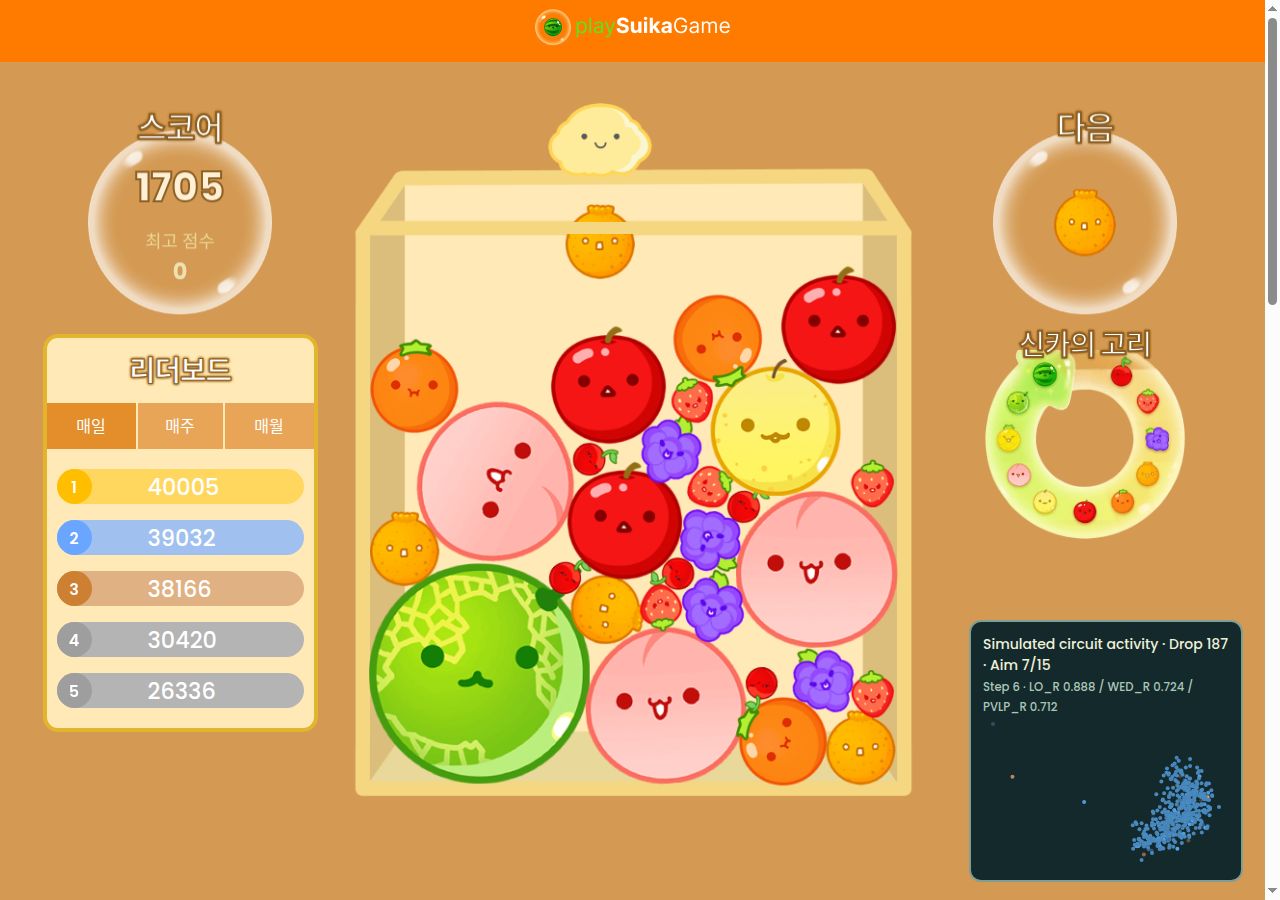 playSuikaGame
스코어
1705
최고 점수
0
리더보드
매일 매주 매월
1 40005
2 39032
3 38166
4 30420
5 26336
다음
신카의 고리
Simulated circuit activity · Drop 187
· Aim 7/15
Step 6 · LO_R 0.888 / WED_R 0.724 /
PVLP_R 0.712